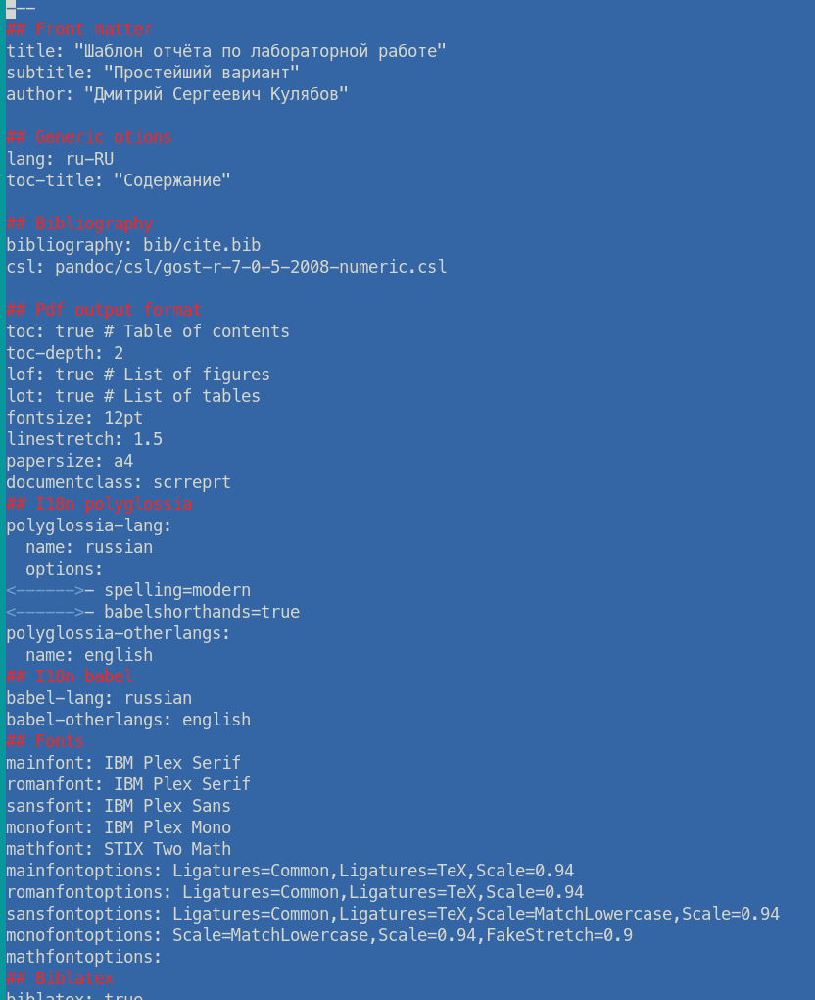 ---
## Front matter
title: "Шаблон отчёта по лабораторной работе"
subtitle: "Простейший вариант"
author: "Дмитрий Сергеевич Кулябов"

## Generic otions
lang: ru-RU
toc-title: "Содержание"

## Bibliography
bibliography: bib/cite.bib
csl: pandoc/csl/gost-r-7-0-5-2008-numeric.csl

## Pdf output format
toc: true # Table of contents
toc-depth: 2
lof: true # List of figures
lot: true # List of tables
fontsize: 12pt
linestretch: 1.5
papersize: a4
documentclass: scrreprt
## I18n polyglossia
polyglossia-lang:
  name: russian
  options:
<------>- spelling=modern
<------>- babelshorthands=true
polyglossia-otherlangs:
  name: english
## I18n babel
babel-lang: russian
babel-otherlangs: english
## Fonts
mainfont: IBM Plex Serif
romanfont: IBM Plex Serif
sansfont: IBM Plex Sans
monofont: IBM Plex Mono
mathfont: STIX Two Math
mainfontoptions: Ligatures=Common,Ligatures=TeX,Scale=0.94
romanfontoptions: Ligatures=Common,Ligatures=TeX,Scale=0.94
sansfontoptions: Ligatures=Common,Ligatures=TeX,Scale=MatchLowercase,Scale=0.94
monofontoptions: Scale=MatchLowercase,Scale=0.94,FakeStretch=0.9
mathfontoptions:
## Biblatex
biblatex: true